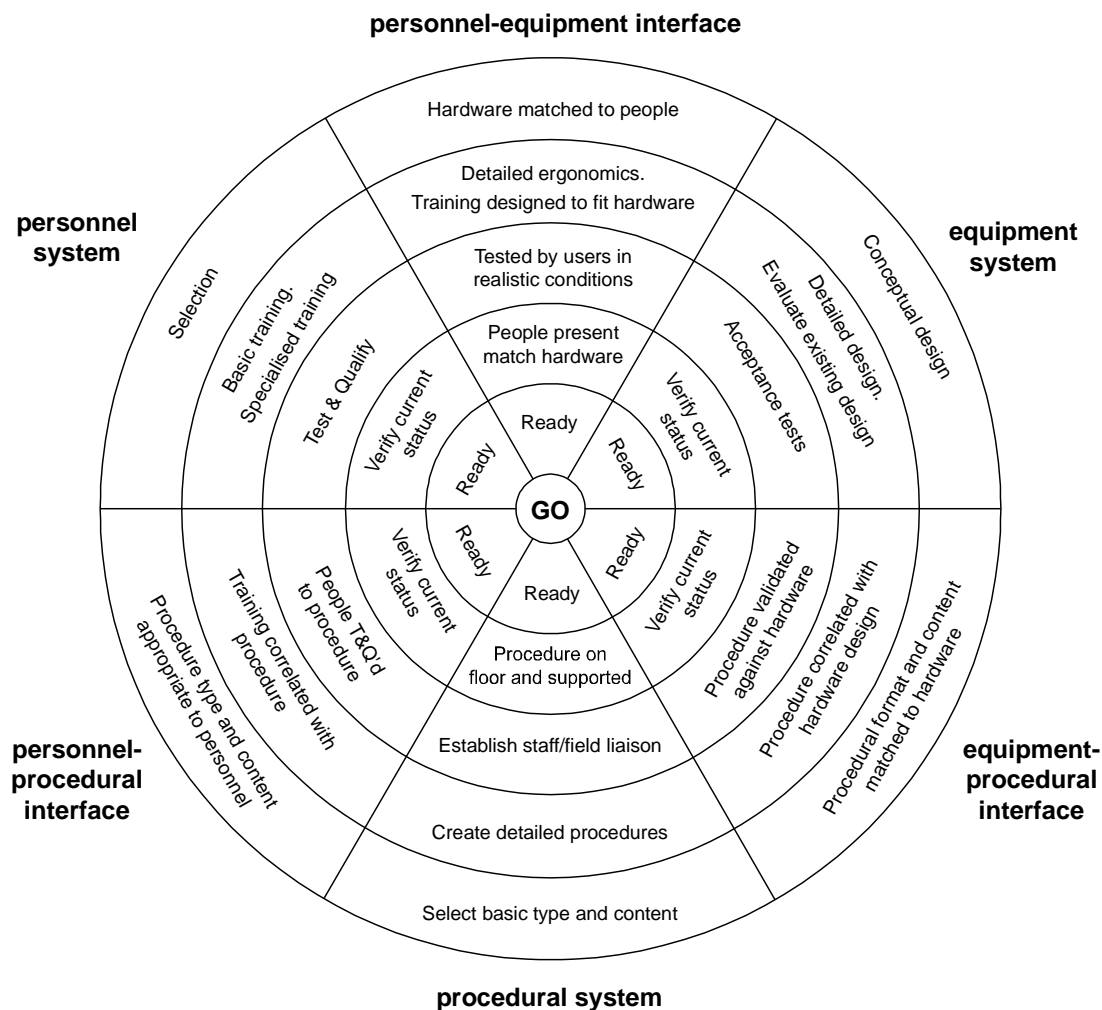 personnel-equipment interface
Hardware matched to people
Detailed ergonomics.
Training designed to fit hardware
Tested by users in
realistic conditions
People present
match hardware
Ready
equipment
system
Conceptual design
Detailed design.
Evaluate existing design
Acceptance tests
Verify current
status
Ready
equipment-
procedural
interface
Procedural format and content
matched to hardware
Procedure correlated with
hardware design
Procedure validated
against hardware
Verify current
status
Ready
procedural system
Select basic type and content
Create detailed procedures
Establish staff/field liaison
Procedure on
floor and supported
Ready
personnel-
procedural
interface
Procedure type and content
appropriate to personnel
Training correlated with
procedure
People T&Q'd
to procedure
Verify current
status
Ready
personnel
system
Selection
Basic training.
Specialised training
Test & Qualify
Verify current
status
Ready
GO